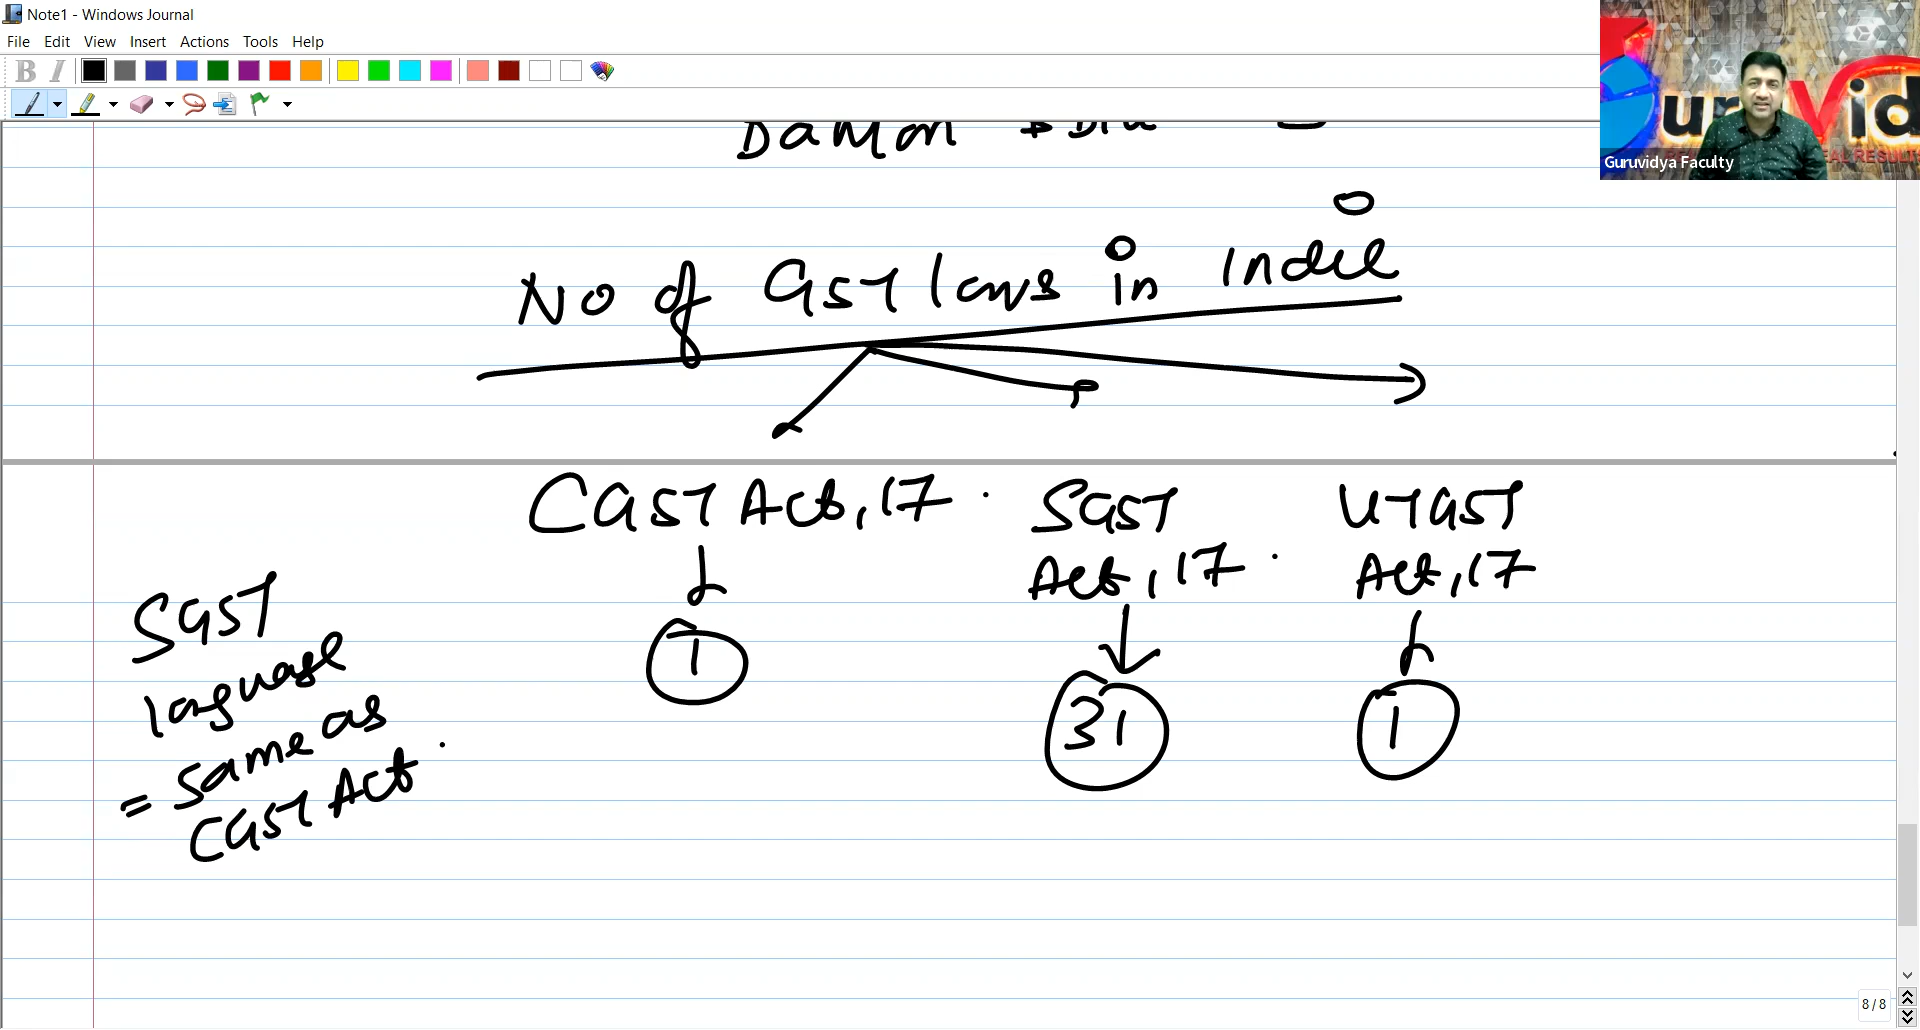 Note1 - Windows Journal
File Edit View Insert Actions Tools Help
B I
Guruvidya Faculty
No of GST laws in India
CGST Act, 17 . SGST UTGST
Act, 17 . Act, 17
1
31
1
SGST
language
= same as
CGST Act .
8 / 8